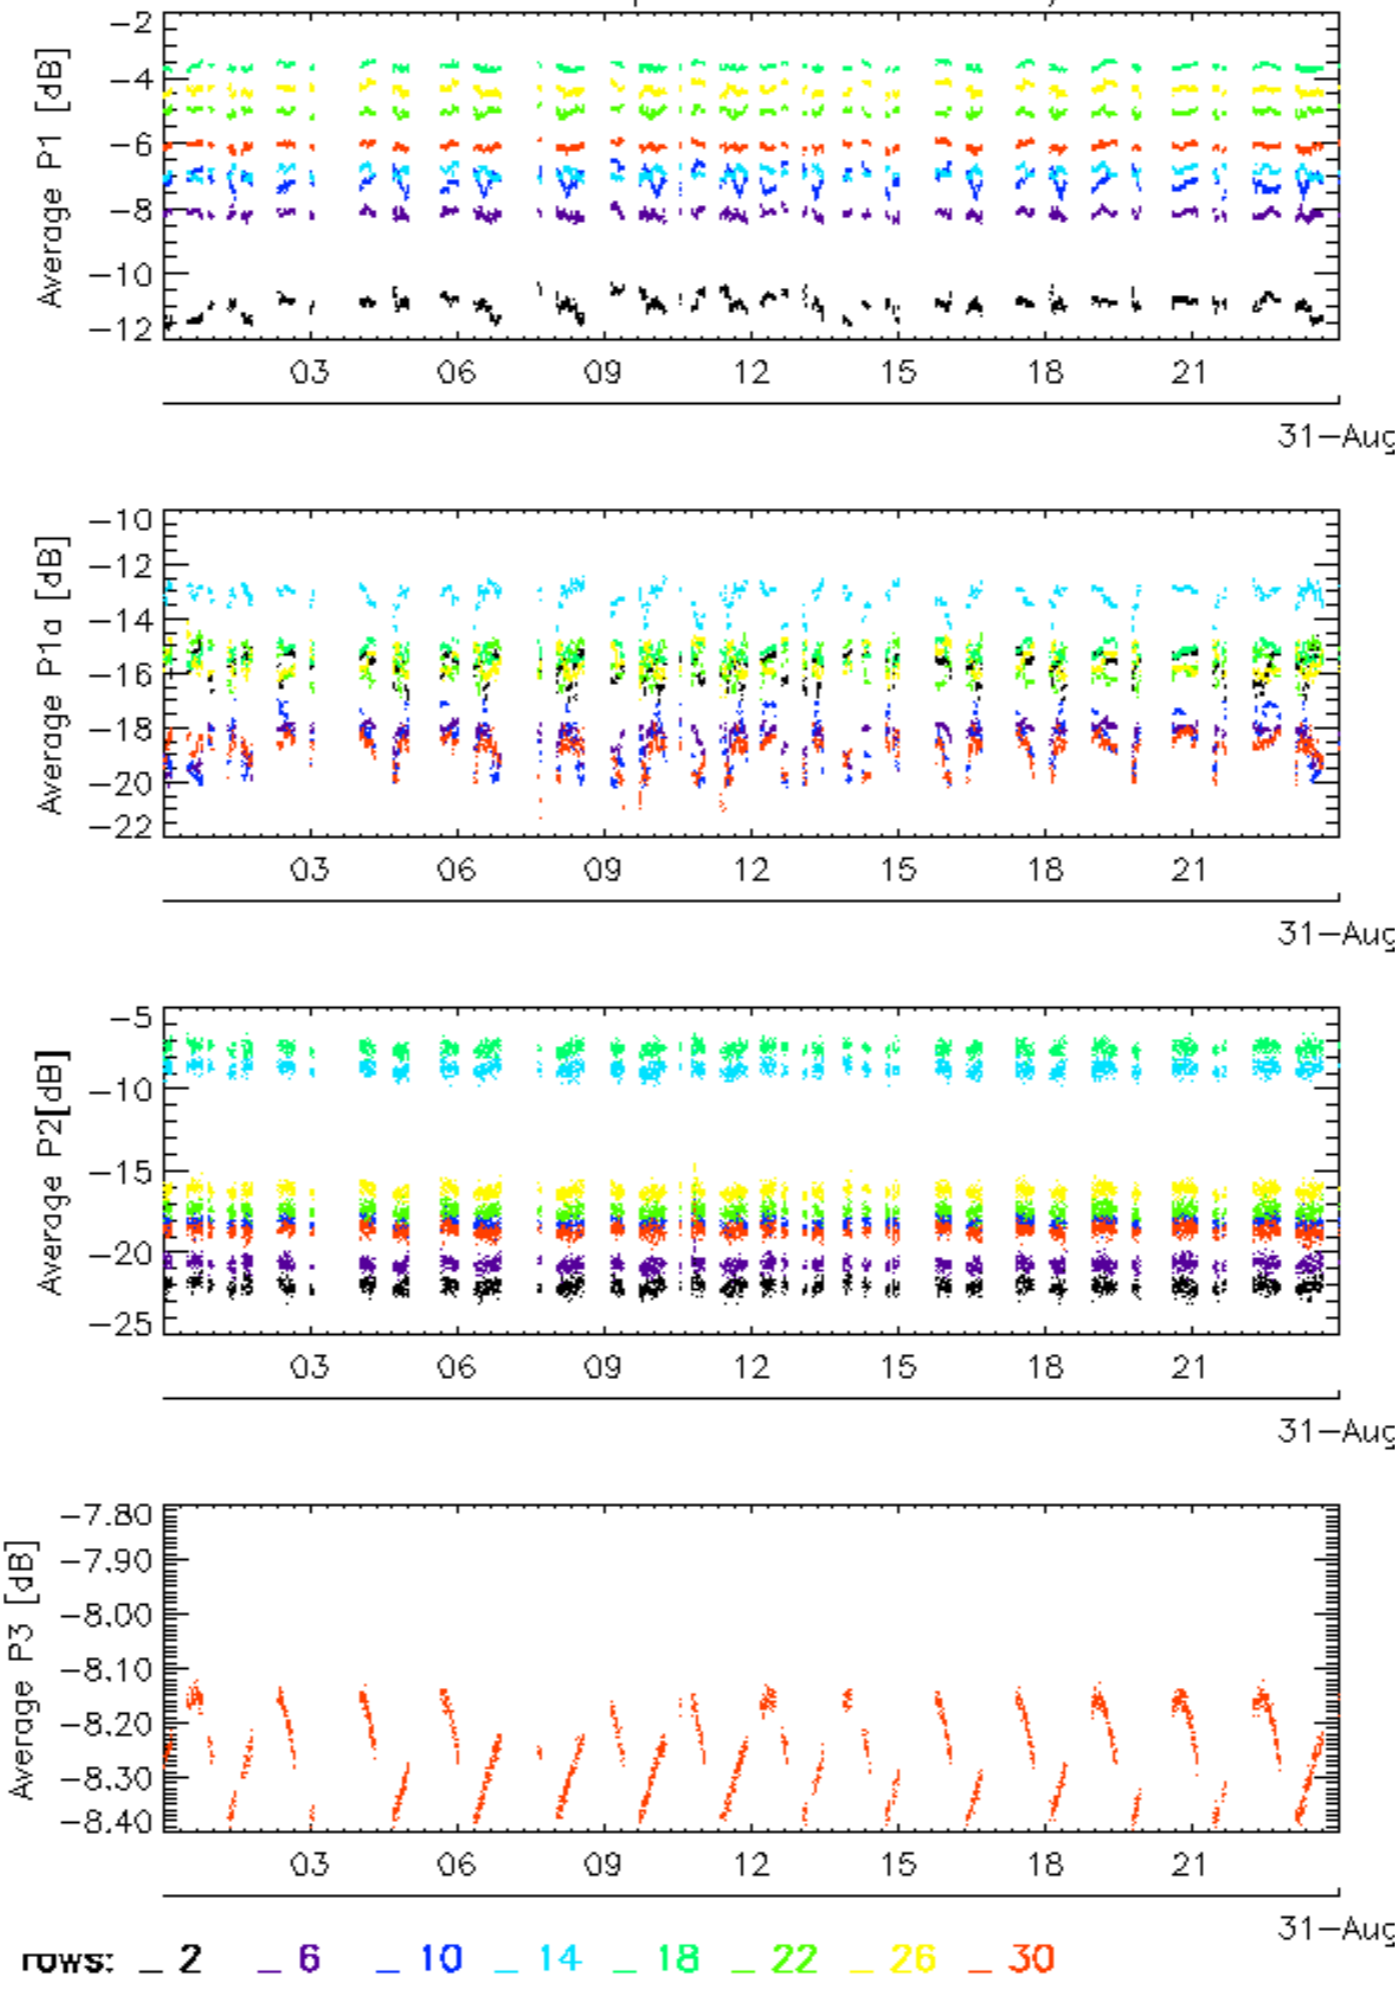 Average P1 [dB]
-2
-4
-6
-8
-10
-12
03 06 09 12 15 18 21
31-Aug
Average P1a [dB]
-10
-12
-14
-16
-18
-20
-22
03 06 09 12 15 18 21
31-Aug
Average P2[dB]
-5
-10
-15
-20
-25
03 06 09 12 15 18 21
31-Aug
Average P3 [dB]
-7.80
-7.90
-8.00
-8.10
-8.20
-8.30
-8.40
03 06 09 12 15 18 21
31-Aug
rows: _ 2 _ 6 _ 10 _ 14 _ 18 _ 22 _ 26 _ 30